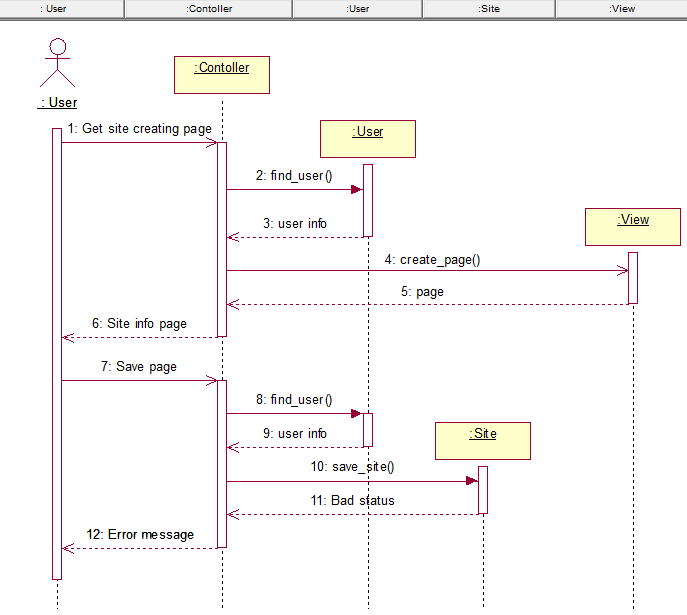 : User
:Contoller
:User
:Site
:View
:Contoller
: User
1: Get site creating page
:User
2: find_user()
3: user info
:View
4: create_page()
5: page
6: Site info page
7: Save page
8: find_user()
9: user info
:Site
10: save_site()
11: Bad status
12: Error message